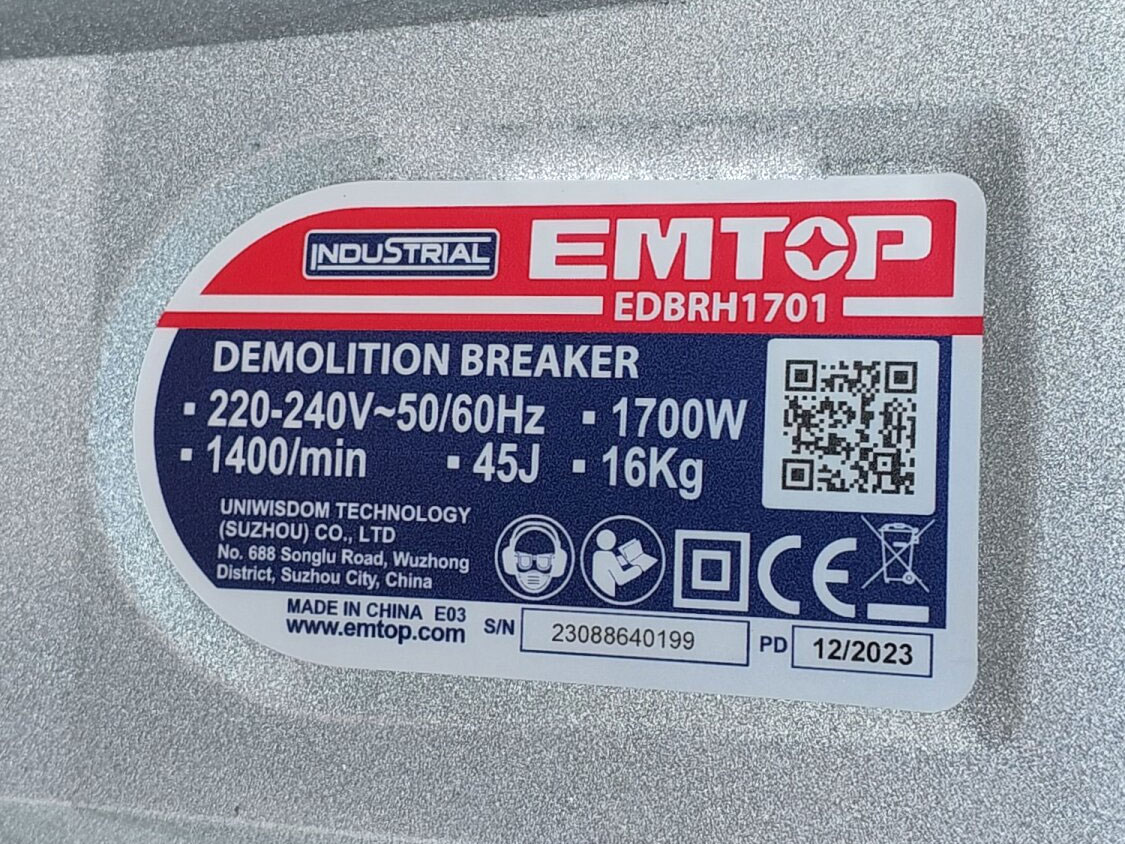 INDUSTRIAL
EMTOP
EDBRH1701
DEMOLITION BREAKER
▪ 220-240V~50/60Hz ▪ 1700W
▪ 1400/min ▪ 45J ▪ 16Kg
UNIWISDOM TECHNOLOGY
(SUZHOU) CO., LTD
No. 688 Songlu Road, Wuzhong
District, Suzhou City, China
CE
MADE IN CHINA E03
www.emtop.com
S/N 23088640199 PD 12/2023